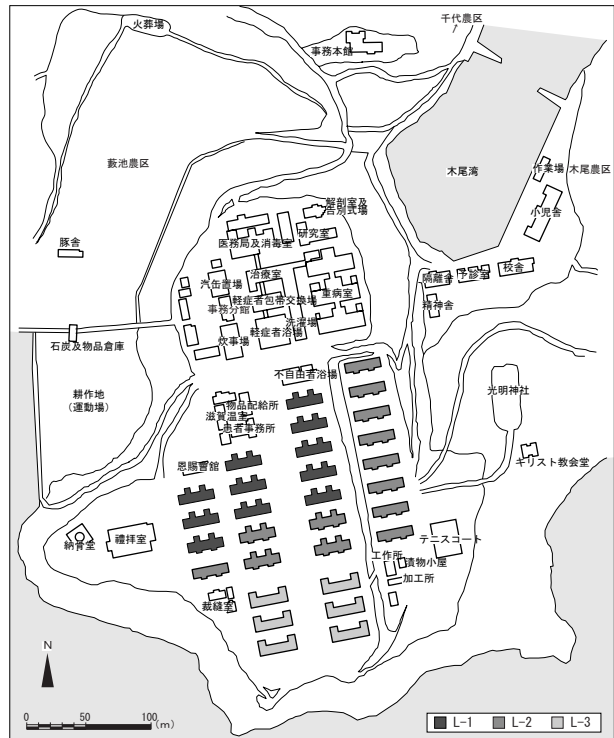 火葬場
千代農区
事務本館
藪池農区
木尾湾
作業場
木尾農区
小児舎
解剖室及
告別式場
研究室
医務局及消毒室
豚舎
治療室
汽缶置場
隔離舎
予診室
校舎
重病室
軽症者包帯交換場
事務分館
精神舎
洗濯場
軽症者浴場
石炭及物品倉庫
炊事場
不自由者浴場
耕作地
(運動場)
光明神社
物品配給所
滋賀温室
患者事務所
キリスト教会堂
恩賜會館
納骨堂
禮拝室
テニスコート
工作所
漬物小屋
加工所
裁縫室
N
0 50 100
(m)
L-1 L-2 L-3